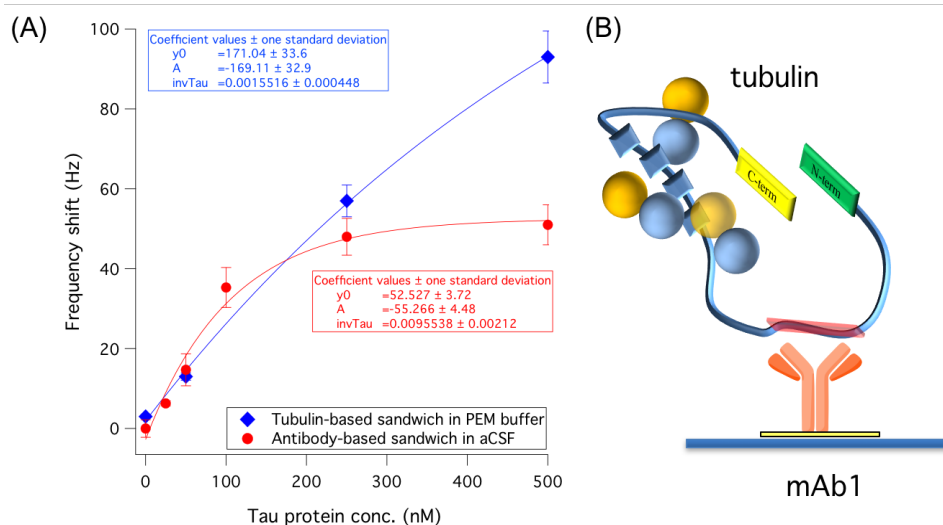 (A)
100
80
60
40
20
0
Frequency shift (Hz)
Coefficient values ± one standard deviation
y0 =171.04 ± 33.6
A =-169.11 ± 32.9
invTau =0.0015516 ± 0.000448
Coefficient values ± one standard deviation
y0 =52.527 ± 3.72
A =-55.266 ± 4.48
invTau =0.0095538 ± 0.00212
Tubulin-based sandwich in PEM buffer
Antibody-based sandwich in aCSF
0 100 200 300 400 500
Tau protein conc. (nM)
(B)
tubulin
C-term
N-term
mAb1